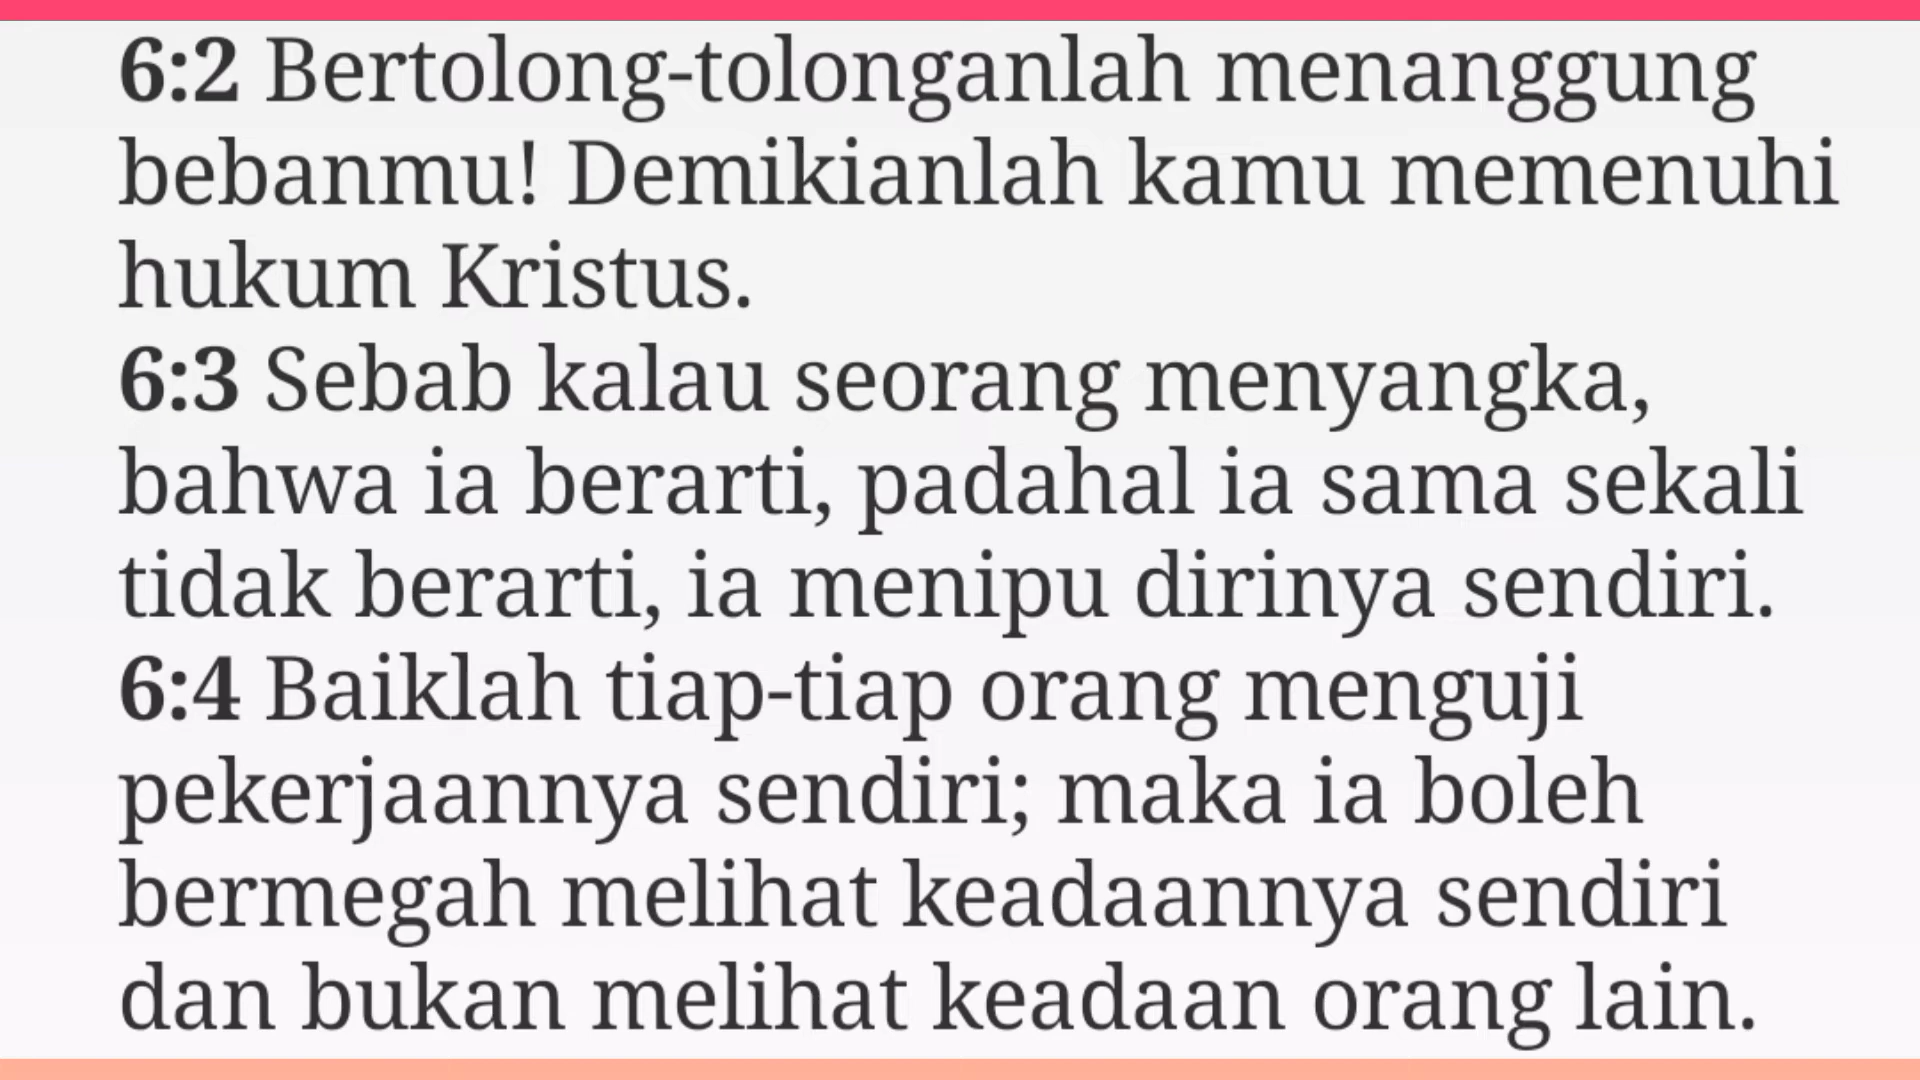 6:2 Bertolong-tolonganlah menanggung
bebanmu! Demikianlah kamu memenuhi
hukum Kristus.
6:3 Sebab kalau seorang menyangka,
bahwa ia berarti, padahal ia sama sekali
tidak berarti, ia menipu dirinya sendiri.
6:4 Baiklah tiap-tiap orang menguji
pekerjaannya sendiri; maka ia boleh
bermegah melihat keadaannya sendiri
dan bukan melihat keadaan orang lain.